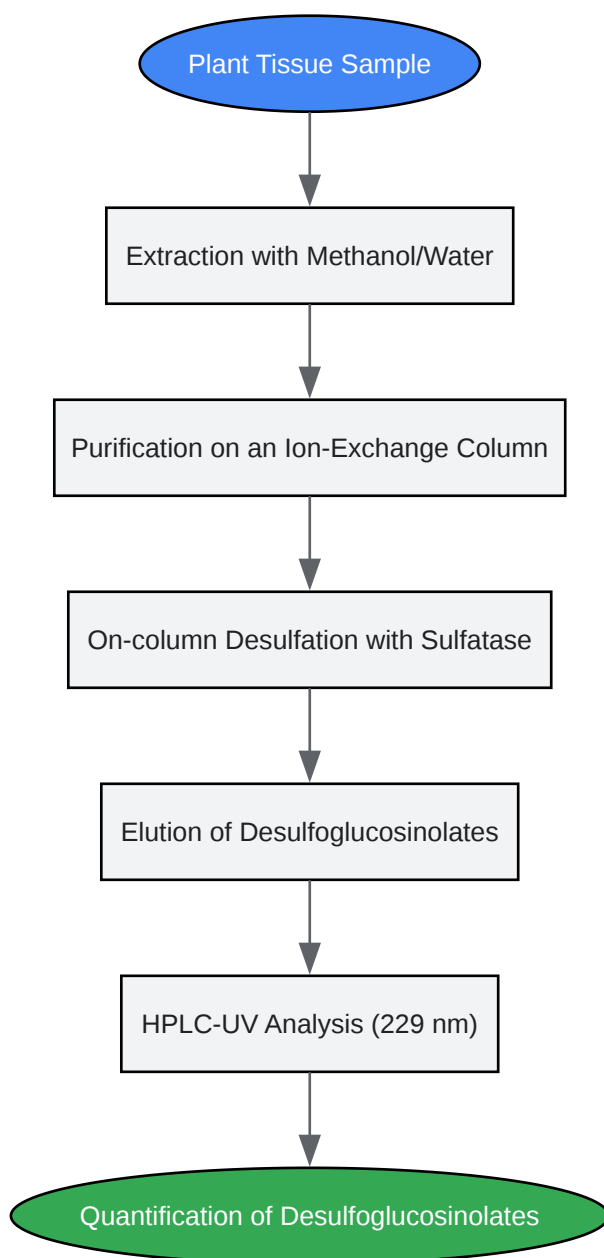 Plant Tissue Sample
Extraction with Methanol/Water
Purification on an Ion-Exchange Column
On-column Desulfation with Sulfatase
Elution of Desulfoglucosinolates
HPLC-UV Analysis (229 nm)
Quantification of Desulfoglucosinolates